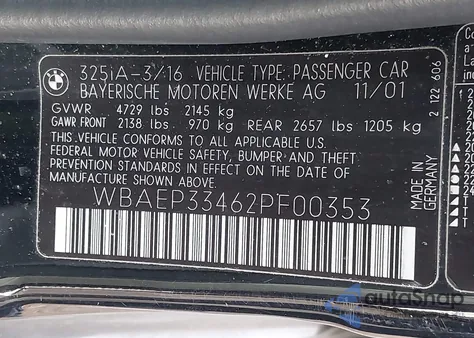 3251A-3/16 VEHICLE TYPE: PASSENGER CAR
BAYERISCHE MOTOREN WERKE AG 11/01
GVWR 4729 lbs 2145 kg
GAWR FRONT 2138 lbs 970 kg REAR 2657 lbs 1205 kg
THIS VEHICLE CONFORMS TO ALL APPLICABLE U.S.
FEDERAL MOTOR VEHICLE SAFETY, BUMPER AND THEFT
PREVENTION STANDARDS IN EFFECT ON THE DATE OF
MANUFACTURE SHOWN ABOVE.
WBAEP33462PF00353
2 122 606
MADE IN
GERMANY
autoShap